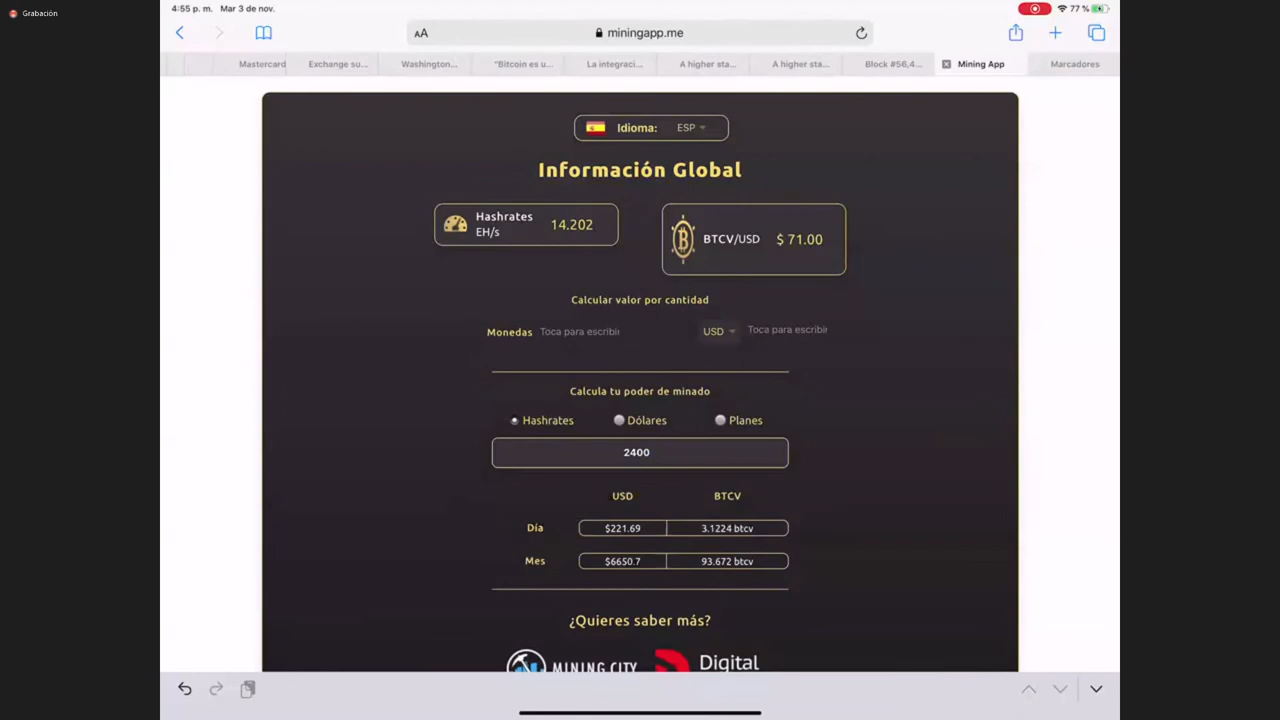 Grabación
4:55 p. m. Mar 3 de nov.
77 %
AA
miningapp.me
Mastercard
Exchange su...
Washington...
"Bitcoin es u...
La integraci...
A higher sta...
A higher sta...
Block #56,4...
Mining App
Marcadores
Idioma: ESP
Información Global
Hashrates
EH/s
14.202
BTCV/USD $ 71.00
Calcular valor por cantidad
Monedas Toca para escribir USD Toca para escribir
Calcula tu poder de minado
Hashrates Dólares Planes
2400
USD BTCV
Día $221.69 3.1224 btcv
Mes $6650.7 93.672 btcv
¿Quieres saber más?
MINING CITY Digital